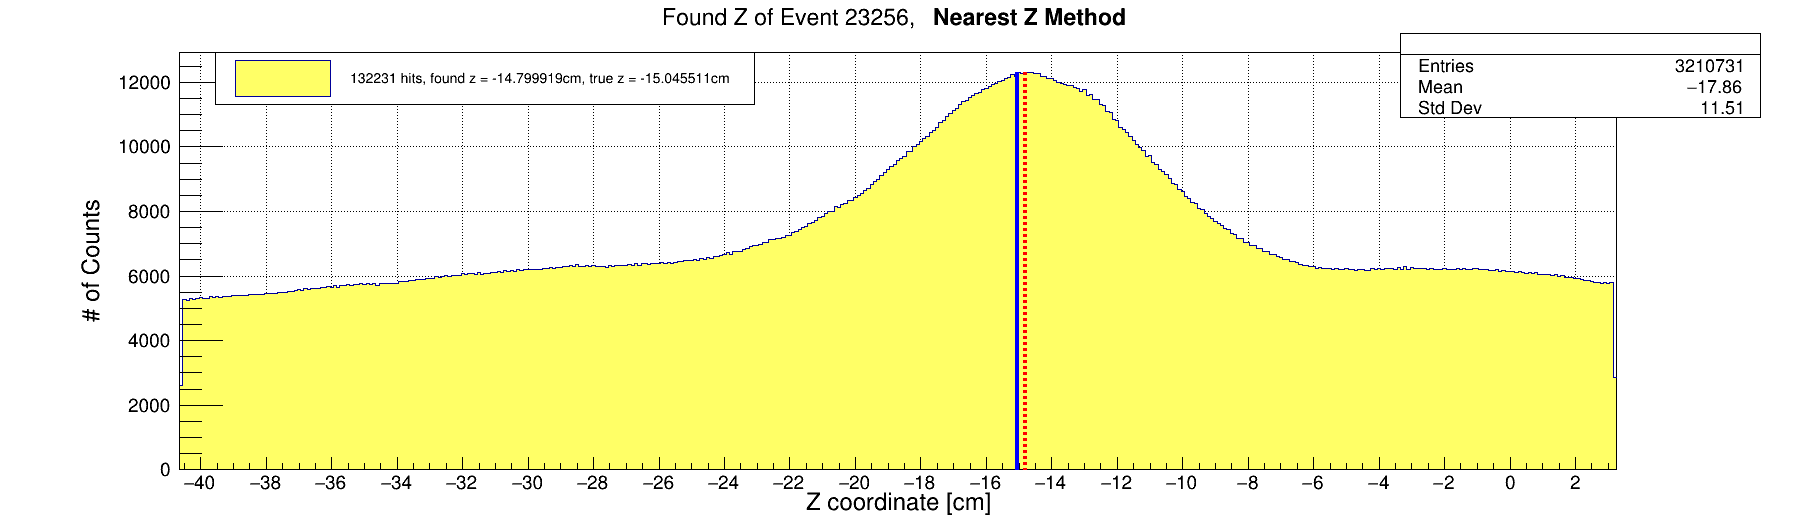 Found Z of Event 23256, Nearest Z Method
132231 hits, found z = -14.799919cm, true z = -15.045511cm
Entries 3210731
Mean −17.86
Std Dev 11.51
# of Counts
12000
10000
8000
6000
4000
2000
0
−40 −38 −36 −34 −32 −30 −28 −26 −24 −22 −20 −18 −16 −14 −12 −10 −8 −6 −4 −2 0 2
Z coordinate [cm]